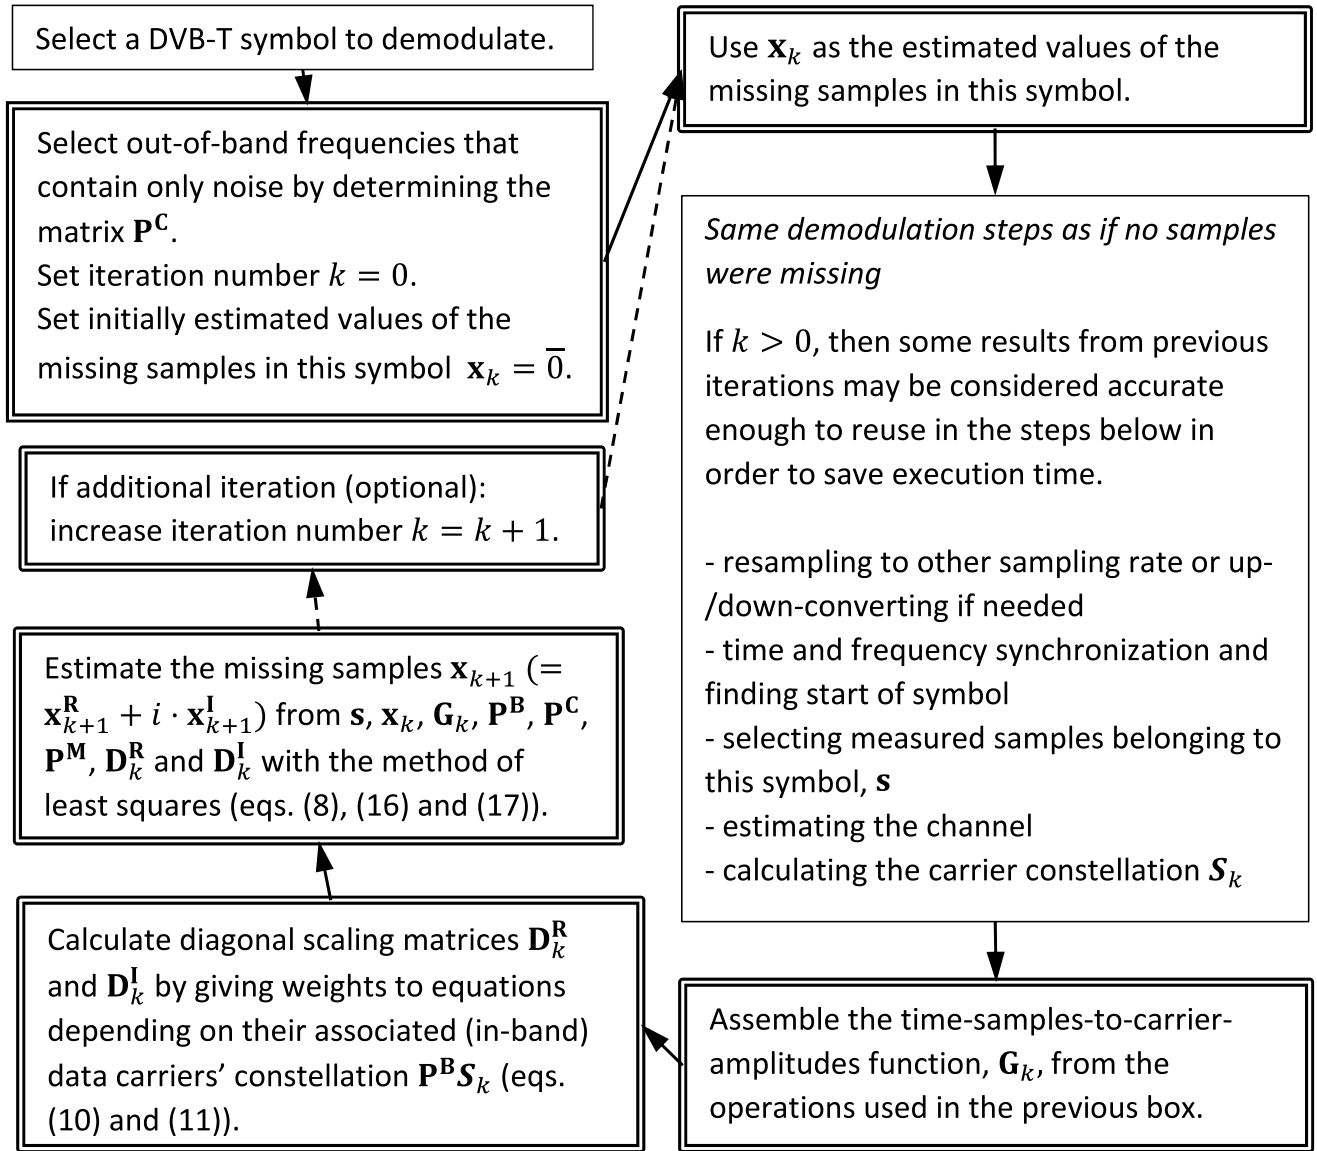 Select a DVB-T symbol to demodulate.
Select out-of-band frequencies that
contain only noise by determining the
matrix 𝐏^𝐂.
Set iteration number 𝑘 = 0.
Set initially estimated values of the
missing samples in this symbol 𝐱_𝑘 = 0̅.
If additional iteration (optional):
increase iteration number 𝑘 = 𝑘 + 1.
Estimate the missing samples 𝐱_{𝑘+1} (=
𝐱^𝐑_{𝑘+1} + 𝑖 · 𝐱^𝐈_{𝑘+1}) from 𝐬, 𝐱_𝑘, 𝐆_𝑘, 𝐏^𝐁, 𝐏^𝐂,
𝐏^𝐌, 𝐃^𝐑_𝑘 and 𝐃^𝐈_𝑘 with the method of
least squares (eqs. (8), (16) and (17)).
Calculate diagonal scaling matrices 𝐃^𝐑_𝑘
and 𝐃^𝐈_𝑘 by giving weights to equations
depending on their associated (in-band)
data carriers' constellation 𝐏^𝐁𝑺_𝑘 (eqs.
(10) and (11)).
Use 𝐱_𝑘 as the estimated values of the
missing samples in this symbol.
Same demodulation steps as if no samples
were missing
If 𝑘 > 0, then some results from previous
iterations may be considered accurate
enough to reuse in the steps below in
order to save execution time.
- resampling to other sampling rate or up-
/down-converting if needed
- time and frequency synchronization and
finding start of symbol
- selecting measured samples belonging to
this symbol, 𝐬
- estimating the channel
- calculating the carrier constellation 𝑺_𝑘
Assemble the time-samples-to-carrier-
amplitudes function, 𝐆_𝑘, from the
operations used in the previous box.